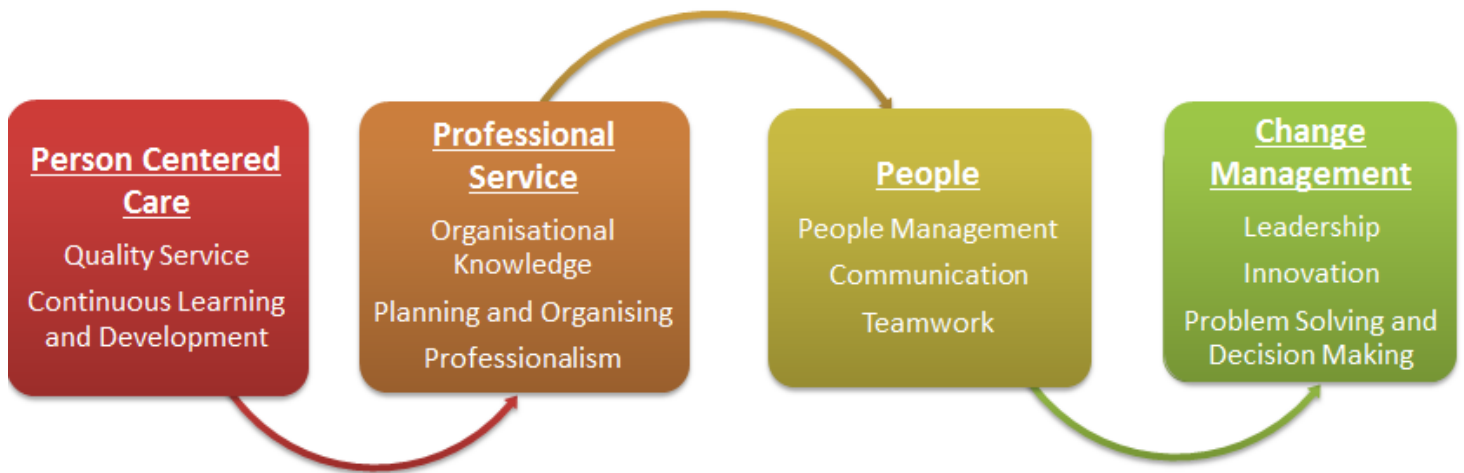 Person Centered
Care
Quality Service
Continuous Learning
and Development
Professional
Service
Organisational
Knowledge
Planning and Organising
Professionalism
People
People Management
Communication
Teamwork
Change
Management
Leadership
Innovation
Problem Solving and
Decision Making